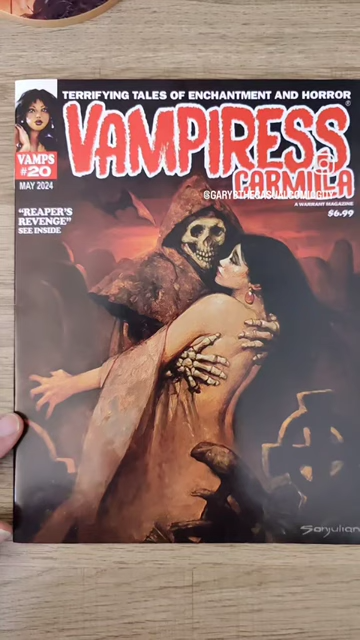 TERRIFYING TALES OF ENCHANTMENT AND HORROR
VAMPIRESS®
CARMILLA
VAMPS
#20
MAY 2024
A WARRANT MAGAZINE
$6.99
"REAPER'S
REVENGE"
SEE INSIDE
Sanjulian